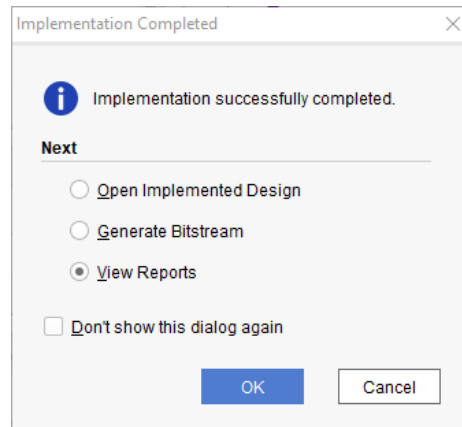 Implementation Completed
Implementation successfully completed.
Next
Open Implemented Design
Generate Bitstream
View Reports
Don't show this dialog again
OK
Cancel